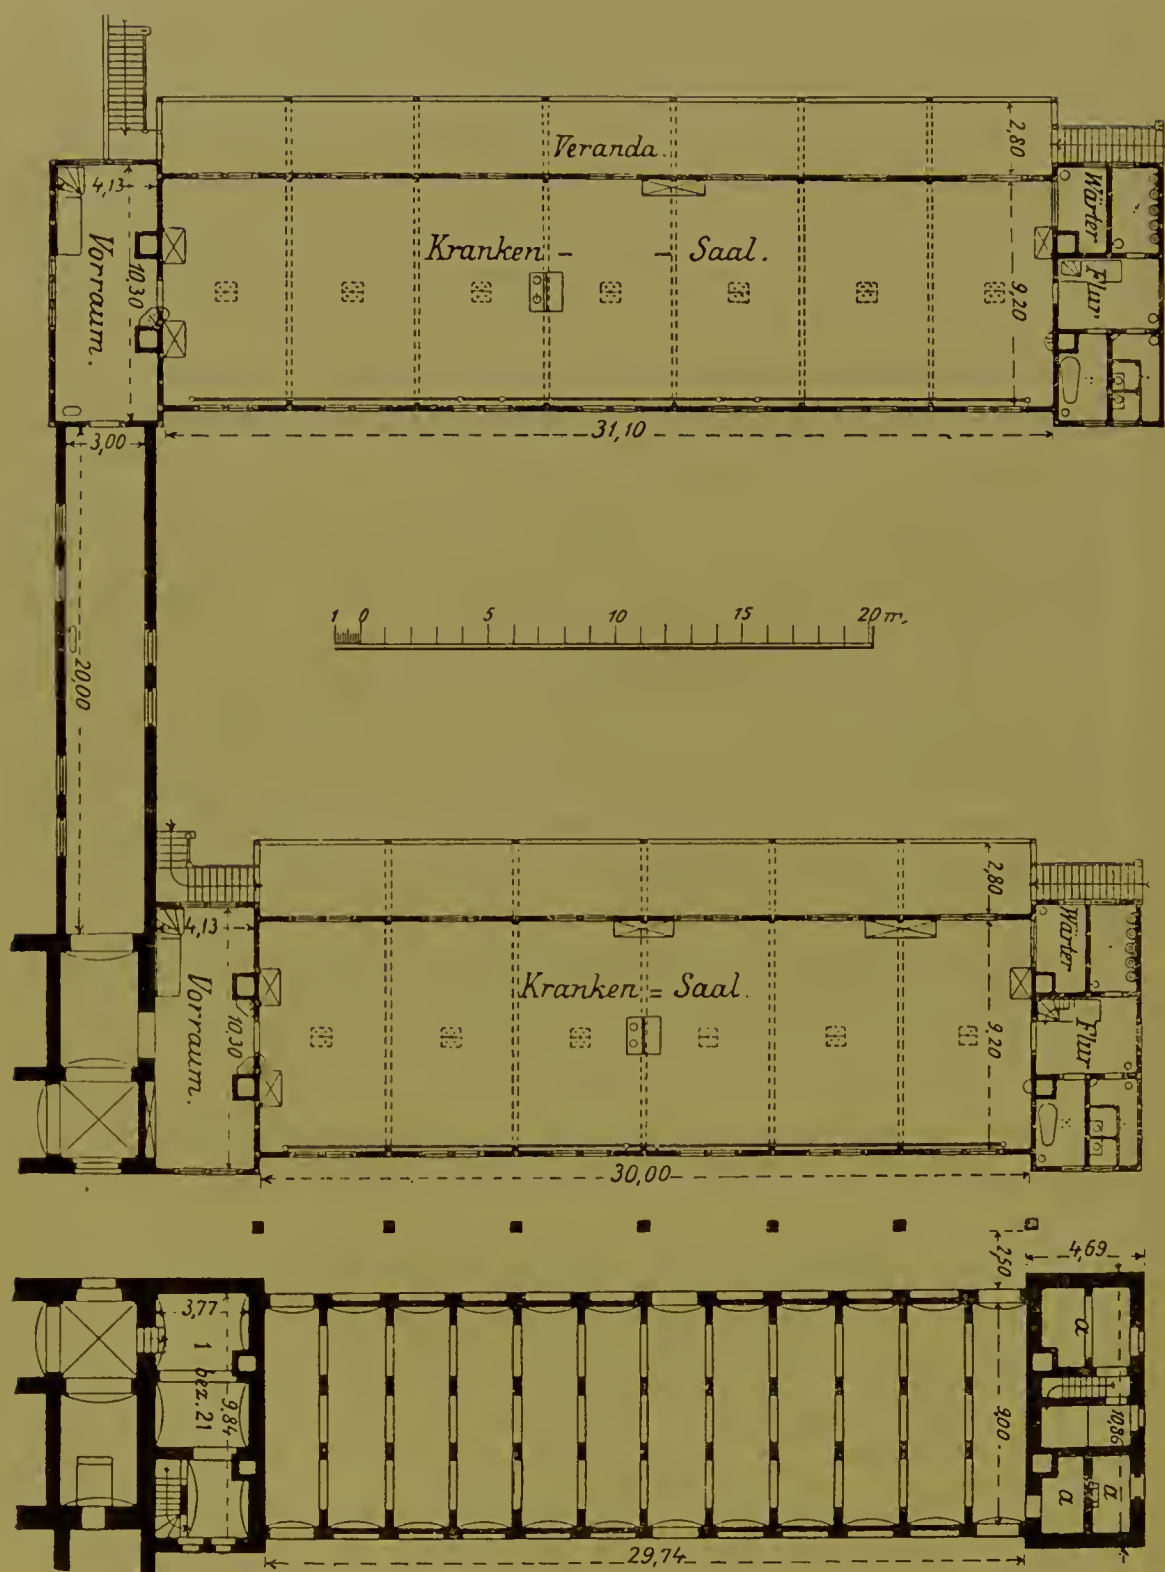 Veranda.
2,80
4,13
Wärter
Vorraum.
10,30
Kranken - - Saal.
9,20
Flur
3,00
31,10
20,00
1 0 5 10 15 20 m.
2,80
4,13
Wärter
Vorraum.
10,30
Kranken = Saal.
9,20
Flur
30,00
2,50
4,69
3,77
1 bez. 21
9,84
9,00
a
10,86
a
a
29,74